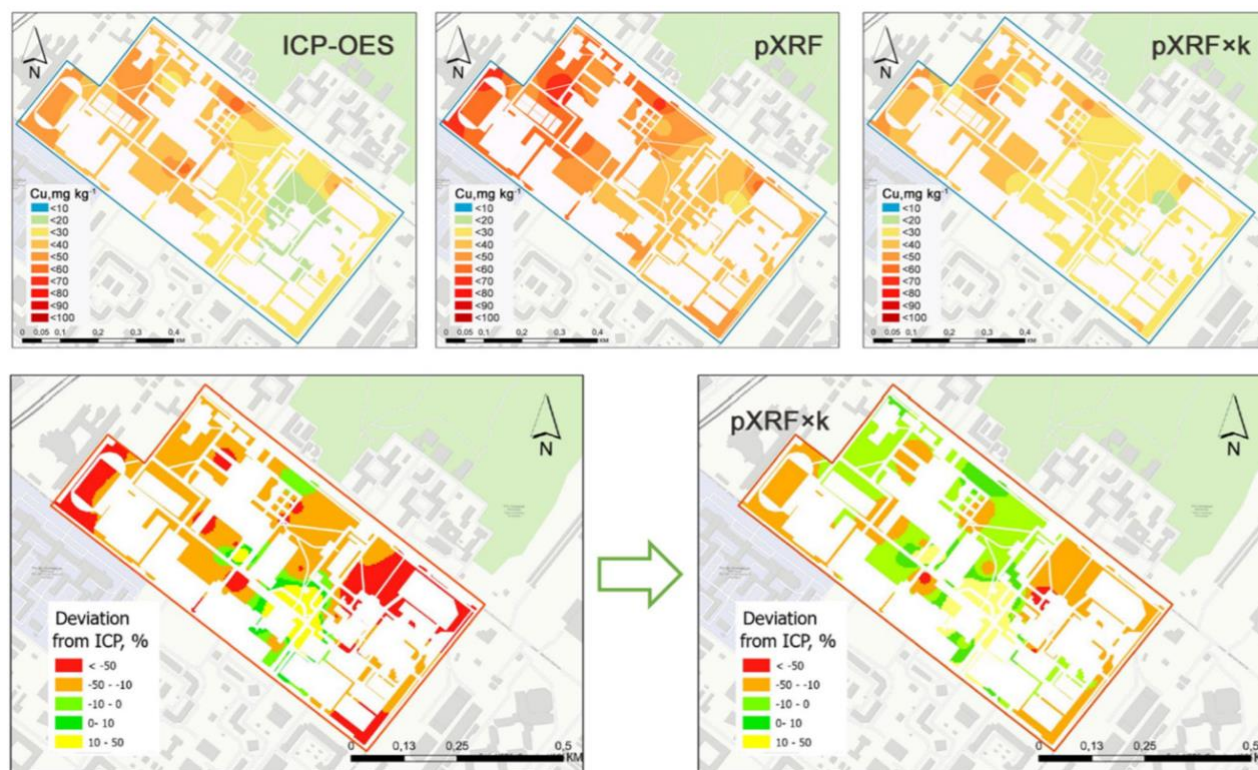 ICP-OES
N
Cu,mg kg⁻¹
<10
<20
<30
<40
<50
<60
<70
<80
<90
<100
0 0.05 0.1 0.2 0.3 0.4
KM
pXRF
N
Cu,mg kg⁻¹
<10
<20
<30
<40
<50
<60
<70
<80
<90
<100
0 0.05 0.1 0.2 0.3 0.4
KM
pXRF×k
N
Cu,mg kg⁻¹
<10
<20
<30
<40
<50
<60
<70
<80
<90
<100
0 0.05 0.1 0.2 0.3 0.4
KM
N
Deviation
from ICP, %
< -50
-50 - -10
-10 - 0
0- 10
10 - 50
0 0,13 0,25 0,5
KM
pXRF×k
N
Deviation
from ICP, %
< -50
-50 - -10
-10 - 0
0- 10
10 - 50
0 0,13 0,25 0,5
KM